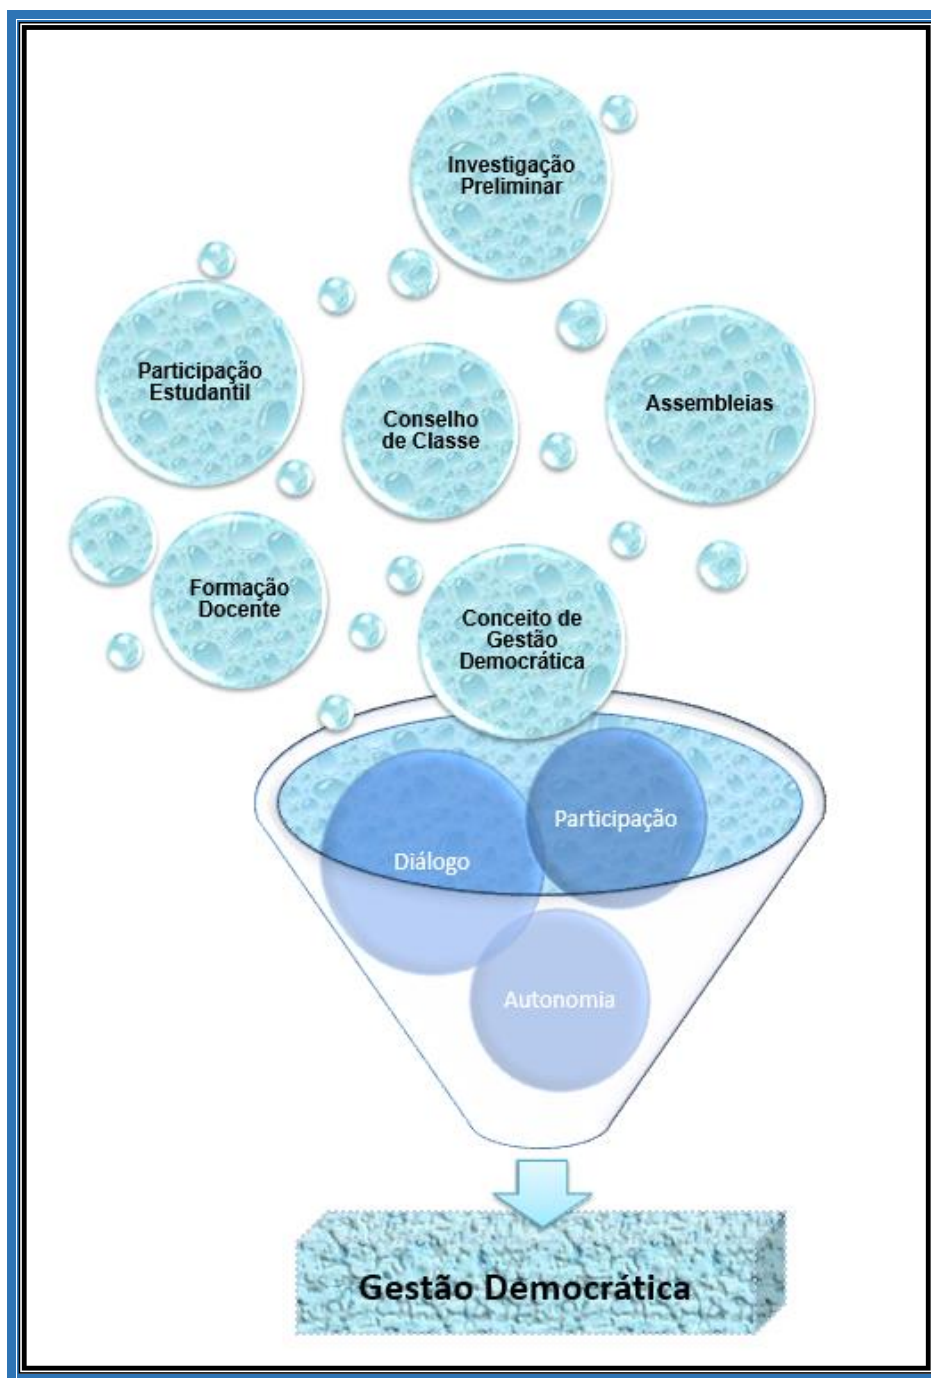 Investigação
Preliminar
Participação
Estudantil
Conselho
de Classe
Assembleias
Formação
Docente
Conceito de
Gestão
Democrática
Participação
Diálogo
Autonomia
Gestão Democrática